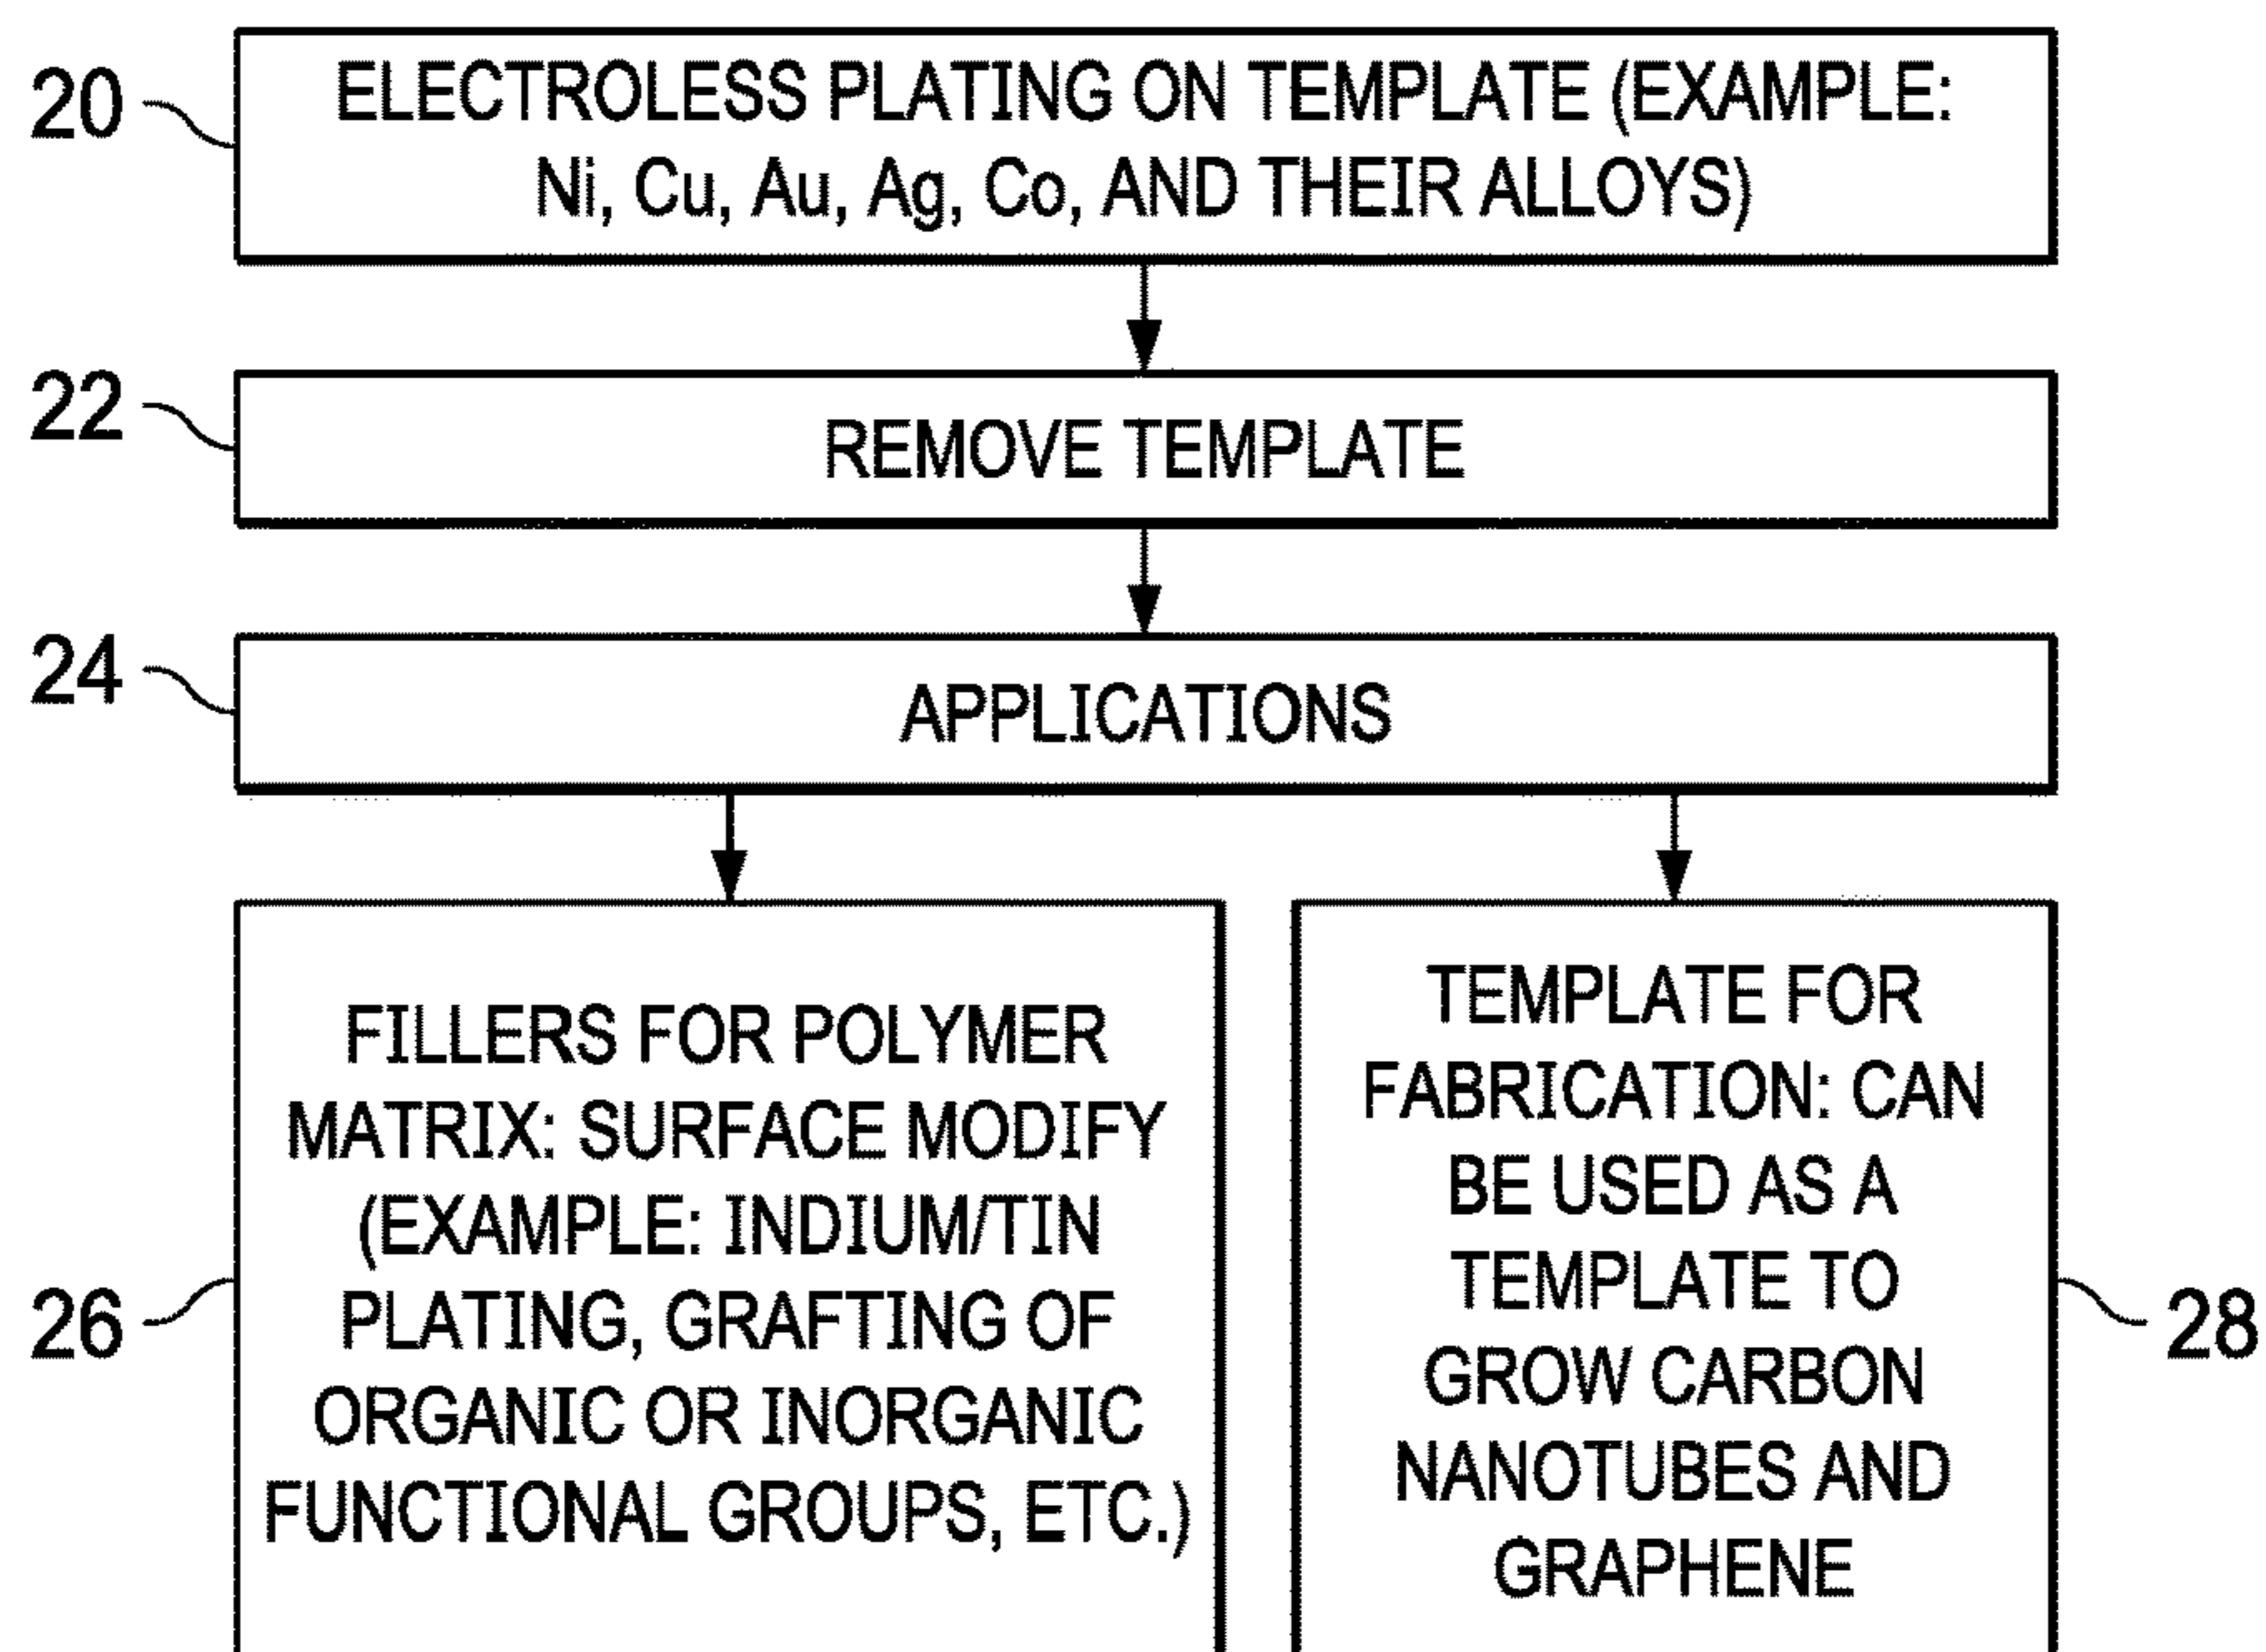 20
ELECTROLESS PLATING ON TEMPLATE (EXAMPLE:
Ni, Cu, Au, Ag, Co, AND THEIR ALLOYS)
22
REMOVE TEMPLATE
24
APPLICATIONS
26
FILLERS FOR POLYMER
MATRIX: SURFACE MODIFY
(EXAMPLE: INDIUM/TIN
PLATING, GRAFTING OF
ORGANIC OR INORGANIC
FUNCTIONAL GROUPS, ETC.)
TEMPLATE FOR
FABRICATION: CAN
BE USED AS A
TEMPLATE TO
GROW CARBON
NANOTUBES AND
GRAPHENE
28